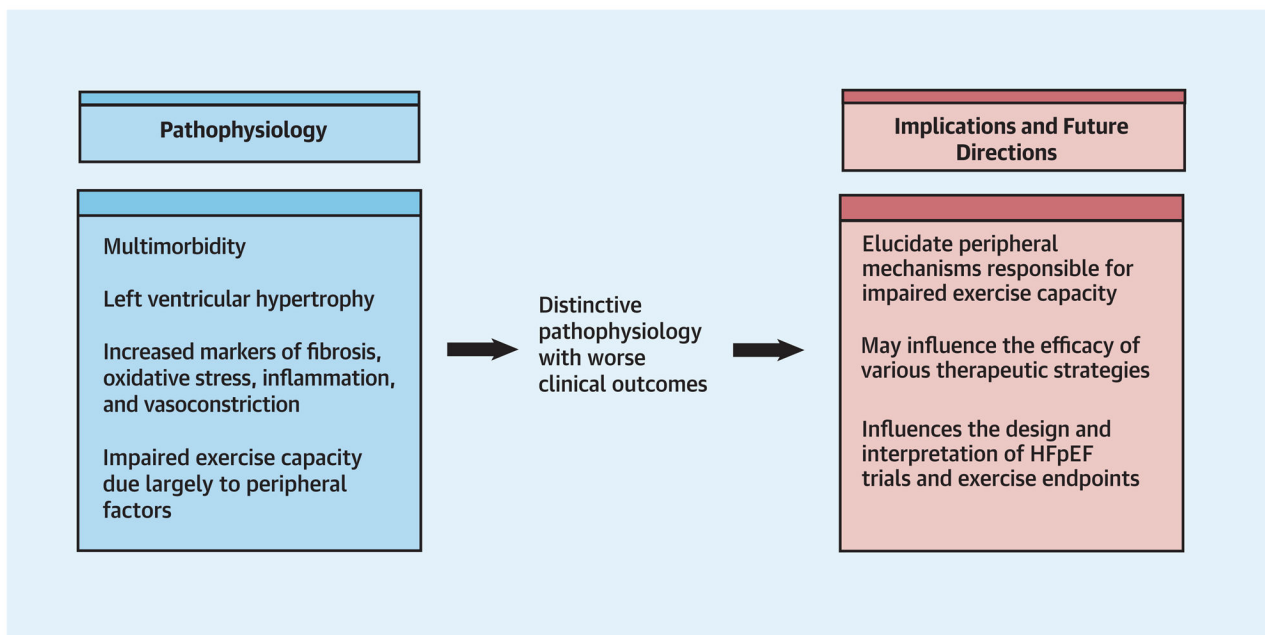 Pathophysiology
Multimorbidity
Left ventricular hypertrophy
Increased markers of fibrosis,
oxidative stress, inflammation,
and vasoconstriction
Impaired exercise capacity
due largely to peripheral
factors
Distinctive
pathophysiology
with worse
clinical outcomes
Implications and Future
Directions
Elucidate peripheral
mechanisms responsible for
impaired exercise capacity
May influence the efficacy of
various therapeutic strategies
Influences the design and
interpretation of HFpEF
trials and exercise endpoints